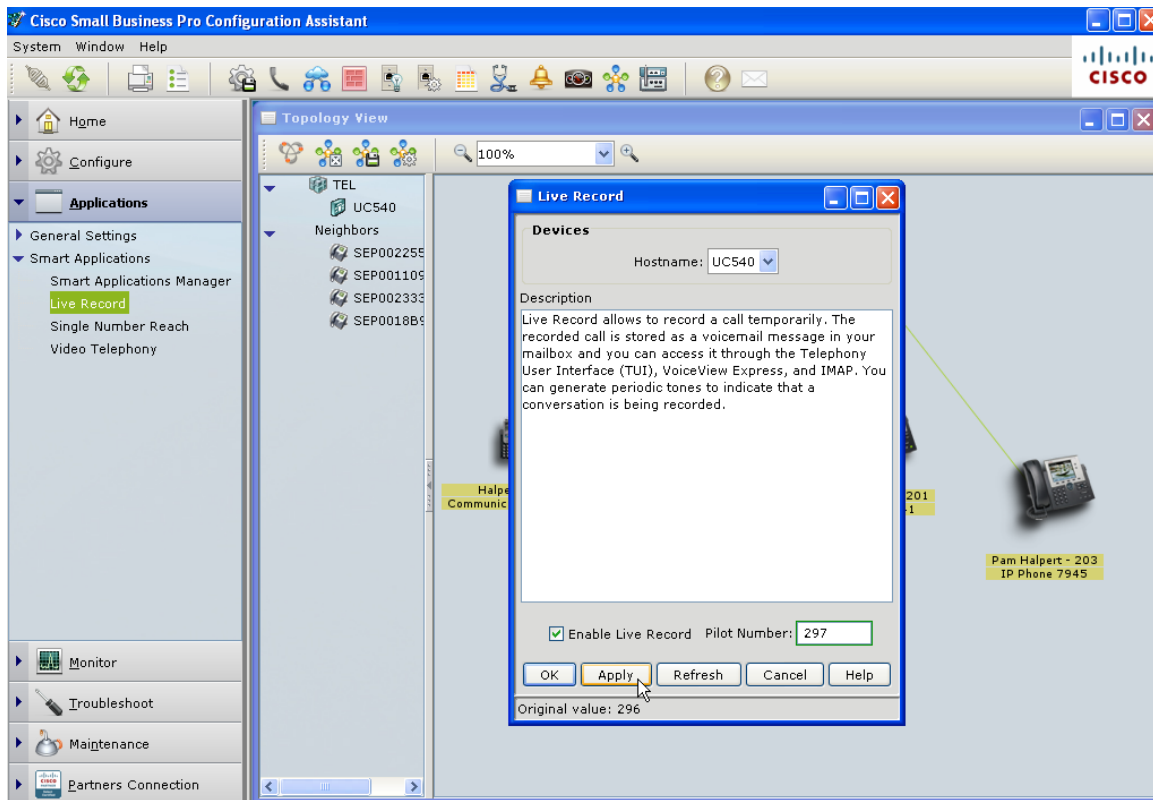 Cisco Small Business Pro Configuration Assistant
System Window Help
CISCO
Home
Configure
Applications
General Settings
Smart Applications
Smart Applications Manager
Live Record
Single Number Reach
Video Telephony
Monitor
Troubleshoot
Maintenance
Partners Connection
Topology View
100%
TEL
UC540
Neighbors
SEP002255
SEP001109
SEP002333
SEP0018B9
Halpe
Communic
201
-1
Pam Halpert - 203
IP Phone 7945
Live Record
Devices
Hostname: UC540
Description
Live Record allows to record a call temporarily. The
recorded call is stored as a voicemail message in your
mailbox and you can access it through the Telephony
User Interface (TUI), VoiceView Express, and IMAP. You
can generate periodic tones to indicate that a
conversation is being recorded.
Enable Live Record Pilot Number: 297
OK Apply Refresh Cancel Help
Original value: 296